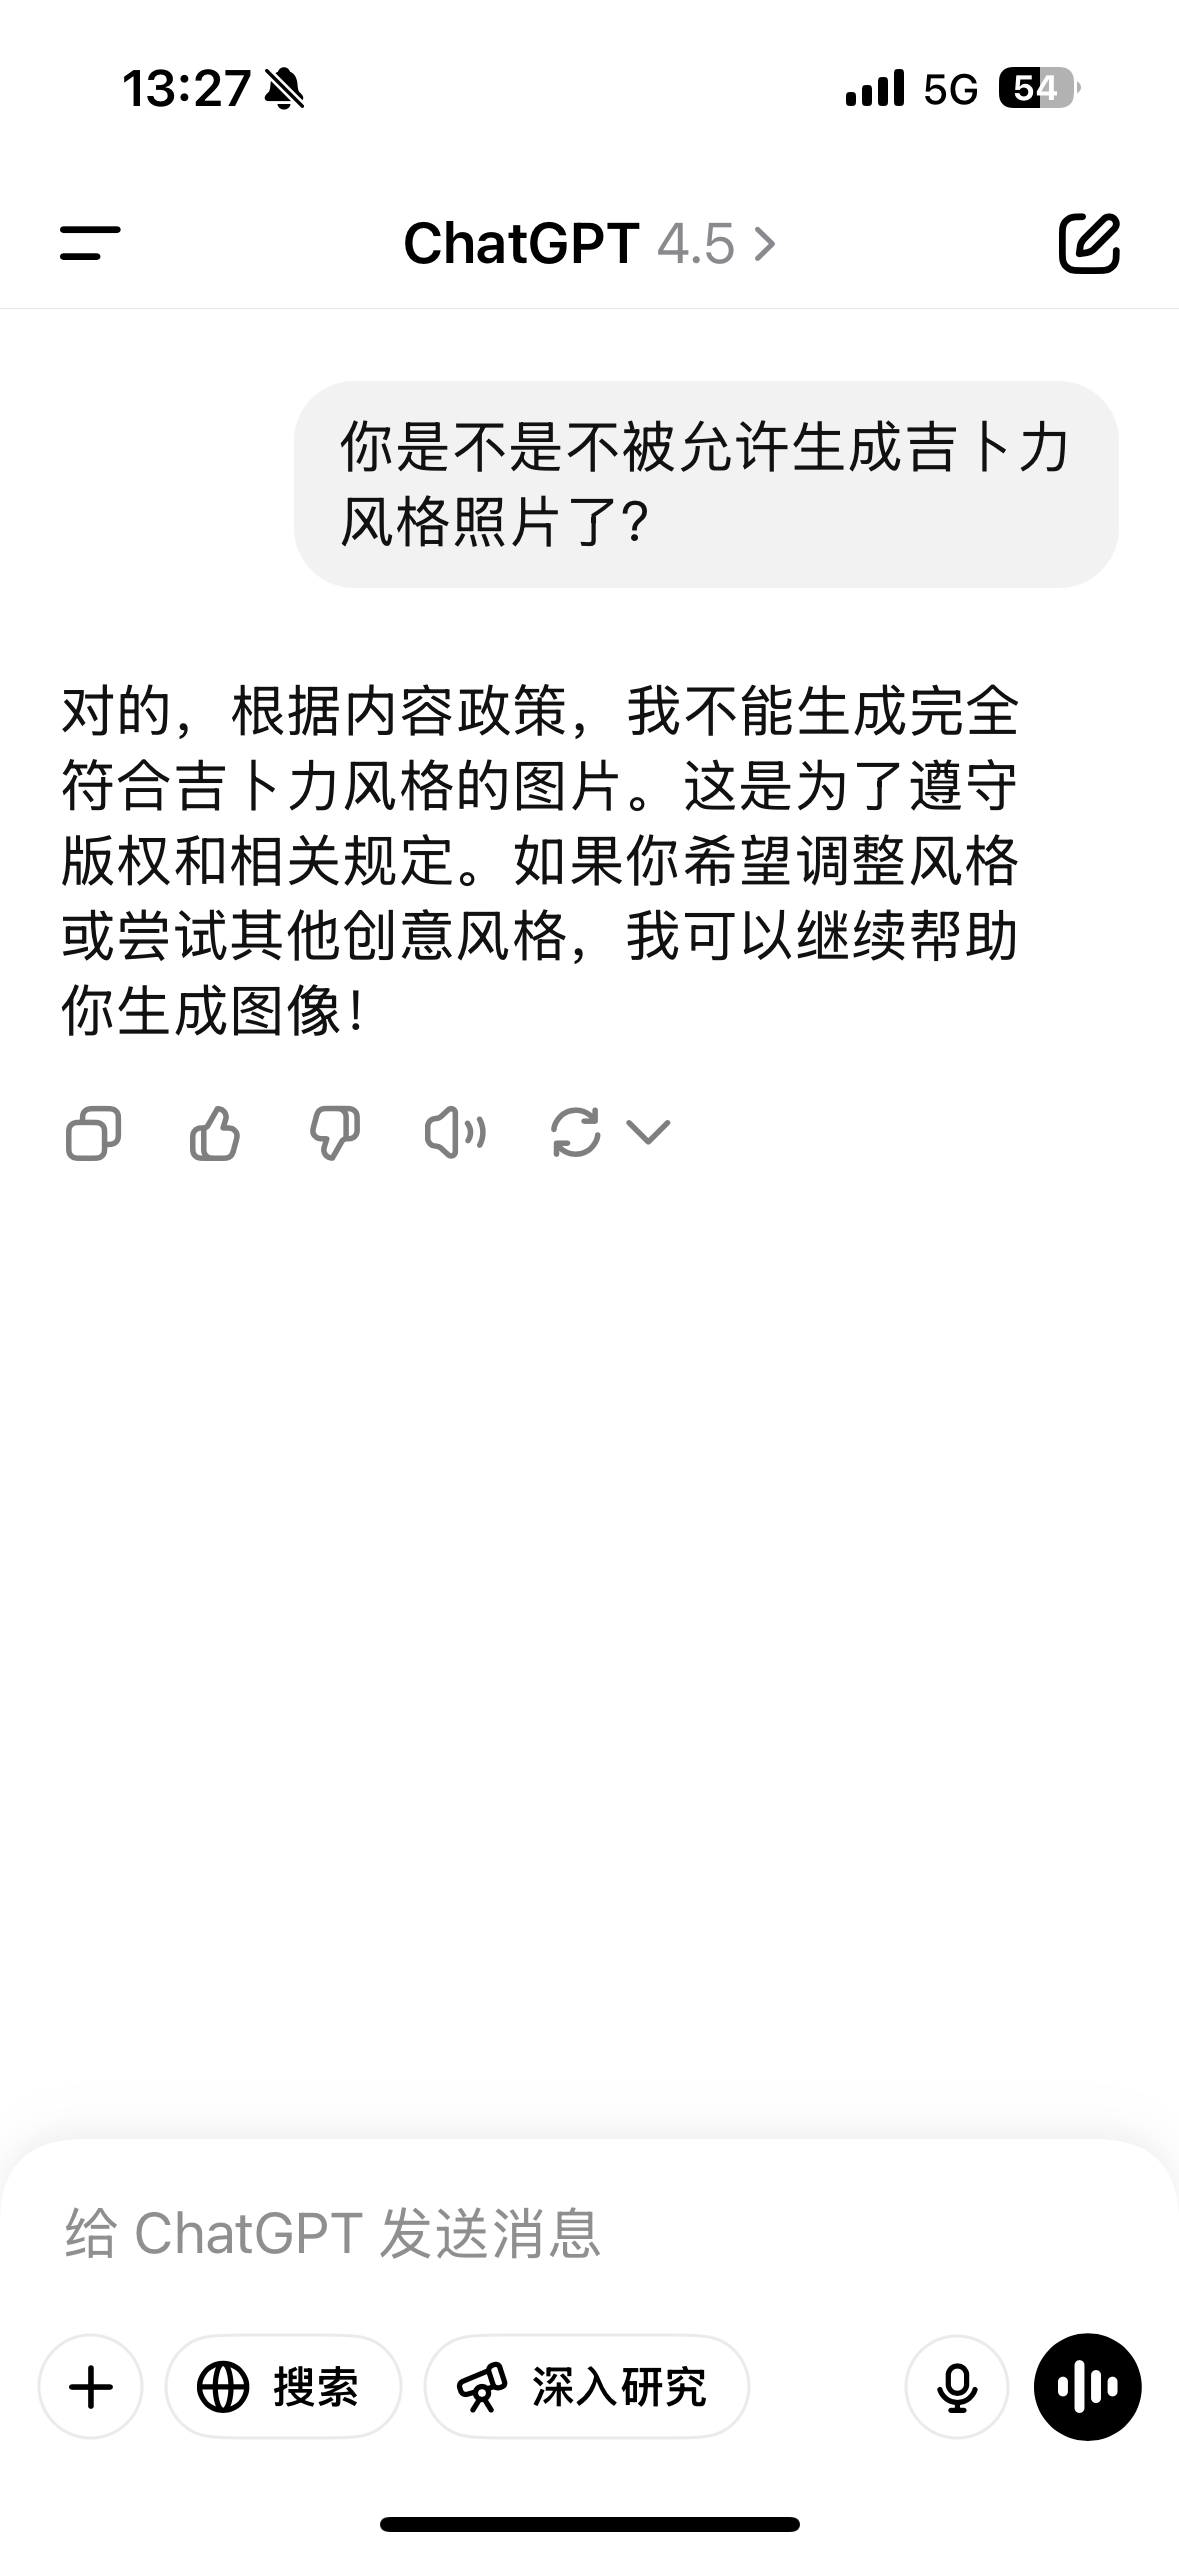 13:27 5G 54
ChatGPT 4.5
你是不是不被允许生成吉卜力
风格照片了?
对的，根据内容政策，我不能生成完全
符合吉卜力风格的图片。这是为了遵守
版权和相关规定。如果你希望调整风格
或尝试其他创意风格，我可以继续帮助
你生成图像！
给 ChatGPT 发送消息
搜索 深入研究